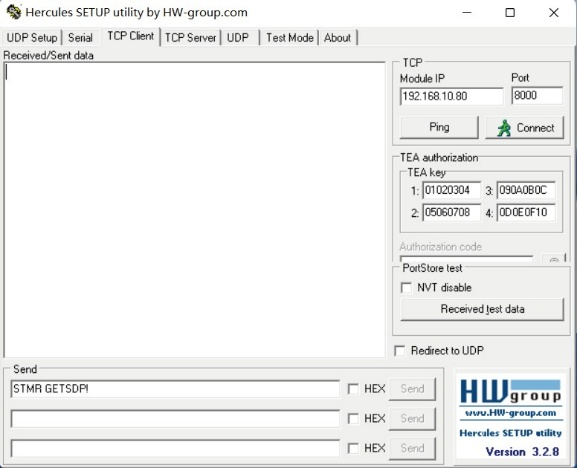 Hercules SETUP utility by HW-group.com
UDP Setup Serial TCP Client TCP Server UDP Test Mode About
Received/Sent data
TCP
Module IP Port
192.168.10.80 8000
Ping Connect
TEA authorization
TEA key
1: 01020304 3: 090A0B0C
2: 05060708 4: 0D0E0F10
Authorization code
PortStore test
NVT disable
Received test data
Redirect to UDP
Send
STMR GETSDP! HEX Send
HEX Send
HEX Send
HW group
www.HW-group.com
Hercules SETUP utility
Version 3.2.8